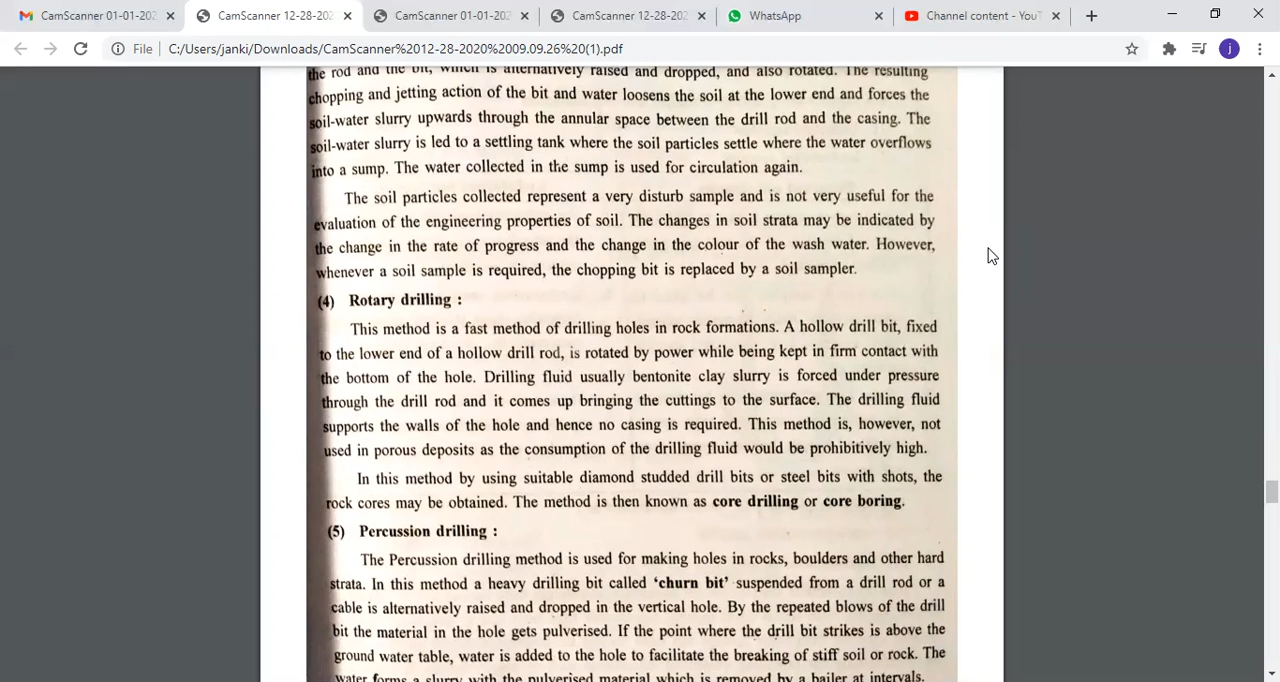 CamScanner 01-01-202
CamScanner 12-28-202
CamScanner 01-01-202
CamScanner 12-28-202
WhatsApp
Channel content - YouT
File
C:/Users/janki/Downloads/CamScanner%2012-28-2020%2009.09.26%20(1).pdf
j
the rod and the bit, which is alternatively raised and dropped, and also rotated. The resulting
chopping and jetting action of the bit and water loosens the soil at the lower end and forces the
soil-water slurry upwards through the annular space between the drill rod and the casing. The
soil-water slurry is led to a settling tank where the soil particles settle where the water overflows
into a sump. The water collected in the sump is used for circulation again.
The soil particles collected represent a very disturb sample and is not very useful for the
evaluation of the engineering properties of soil. The changes in soil strata may be indicated by
the change in the rate of progress and the change in the colour of the wash water. However,
whenever a soil sample is required, the chopping bit is replaced by a soil sampler.
(4) Rotary drilling :
This method is a fast method of drilling holes in rock formations. A hollow drill bit, fixed
to the lower end of a hollow drill rod, is rotated by power while being kept in firm contact with
the bottom of the hole. Drilling fluid usually bentonite clay slurry is forced under pressure
through the drill rod and it comes up bringing the cuttings to the surface. The drilling fluid
supports the walls of the hole and hence no casing is required. This method is, however, not
used in porous deposits as the consumption of the drilling fluid would be prohibitively high.
In this method by using suitable diamond studded drill bits or steel bits with shots, the
rock cores may be obtained. The method is then known as core drilling or core boring.
(5) Percussion drilling :
The Percussion drilling method is used for making holes in rocks, boulders and other hard
strata. In this method a heavy drilling bit called ‘churn bit’ suspended from a drill rod or a
cable is alternatively raised and dropped in the vertical hole. By the repeated blows of the drill
bit the material in the hole gets pulverised. If the point where the drill bit strikes is above the
ground water table, water is added to the hole to facilitate the breaking of stiff soil or rock. The
water forms a slurry with the pulverised material which is removed by a bailer at intervals.